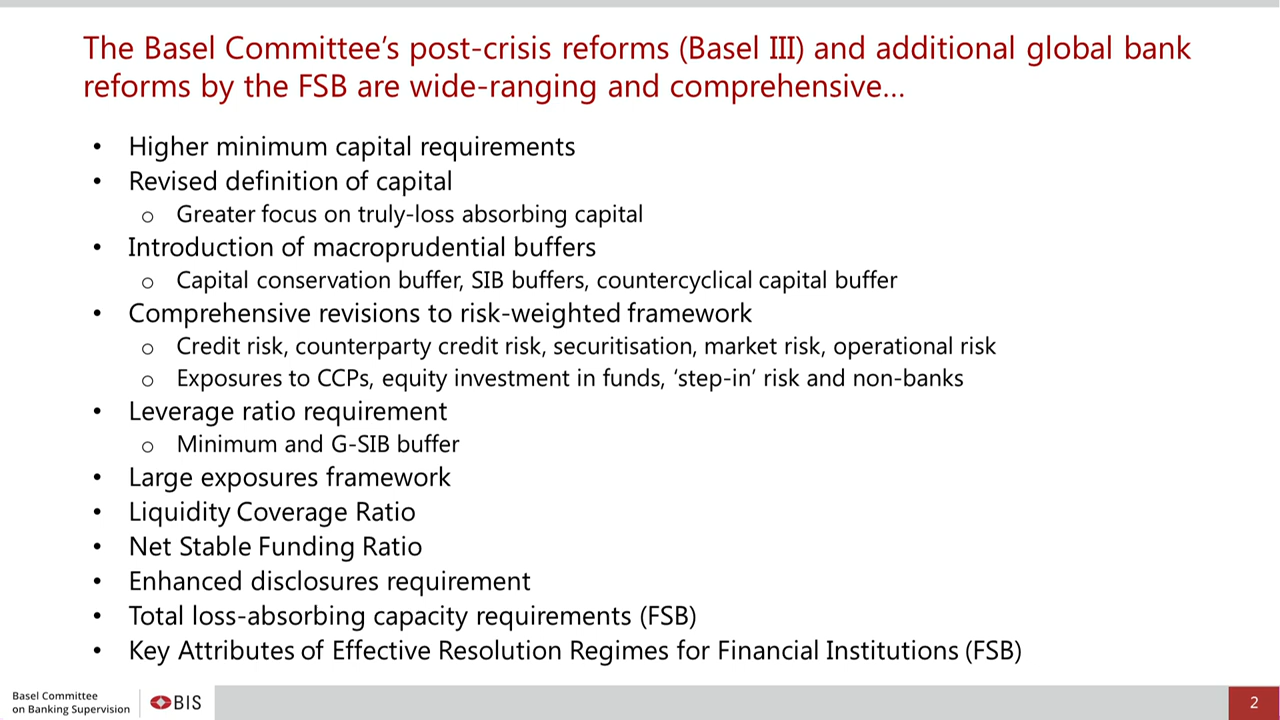 The Basel Committee’s post-crisis reforms (Basel III) and additional global bank
reforms by the FSB are wide-ranging and comprehensive…
• Higher minimum capital requirements
• Revised definition of capital
o Greater focus on truly-loss absorbing capital
• Introduction of macroprudential buffers
o Capital conservation buffer, SIB buffers, countercyclical capital buffer
• Comprehensive revisions to risk-weighted framework
o Credit risk, counterparty credit risk, securitisation, market risk, operational risk
o Exposures to CCPs, equity investment in funds, ‘step-in’ risk and non-banks
• Leverage ratio requirement
o Minimum and G-SIB buffer
• Large exposures framework
• Liquidity Coverage Ratio
• Net Stable Funding Ratio
• Enhanced disclosures requirement
• Total loss-absorbing capacity requirements (FSB)
• Key Attributes of Effective Resolution Regimes for Financial Institutions (FSB)
Basel Committee
on Banking Supervision
BIS
2